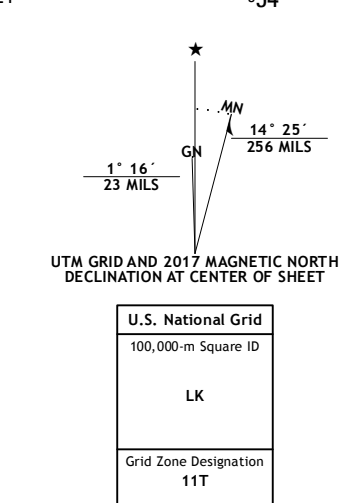 ⁶54
★
MN
GN
14° 25´
256 MILS
1° 16´
23 MILS
UTM GRID AND 2017 MAGNETIC NORTH
DECLINATION AT CENTER OF SHEET
U.S. National Grid
100,000-m Square ID
LK
Grid Zone Designation
11T